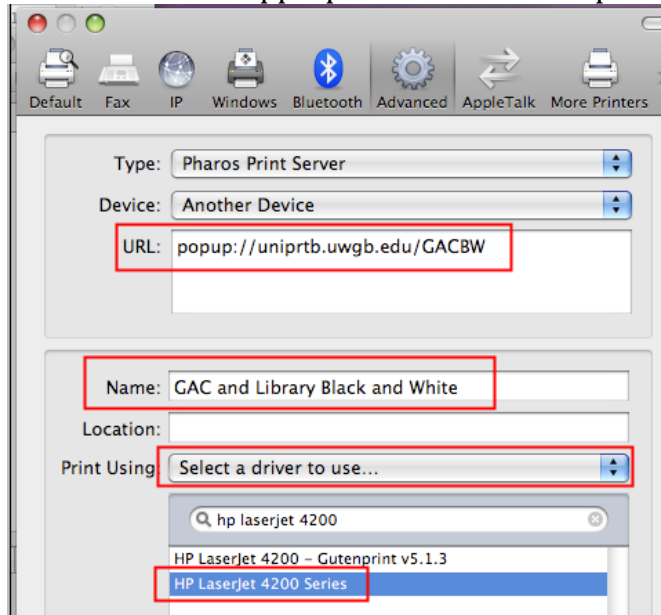 Default Fax IP Windows Bluetooth Advanced AppleTalk More Printers
Type: Pharos Print Server
Device: Another Device
URL: popup://uniprtb.uwgb.edu/GACBW
Name: GAC and Library Black and White
Location:
Print Using: Select a driver to use...
hp laserjet 4200
HP LaserJet 4200 – Gutenprint v5.1.3
HP LaserJet 4200 Series